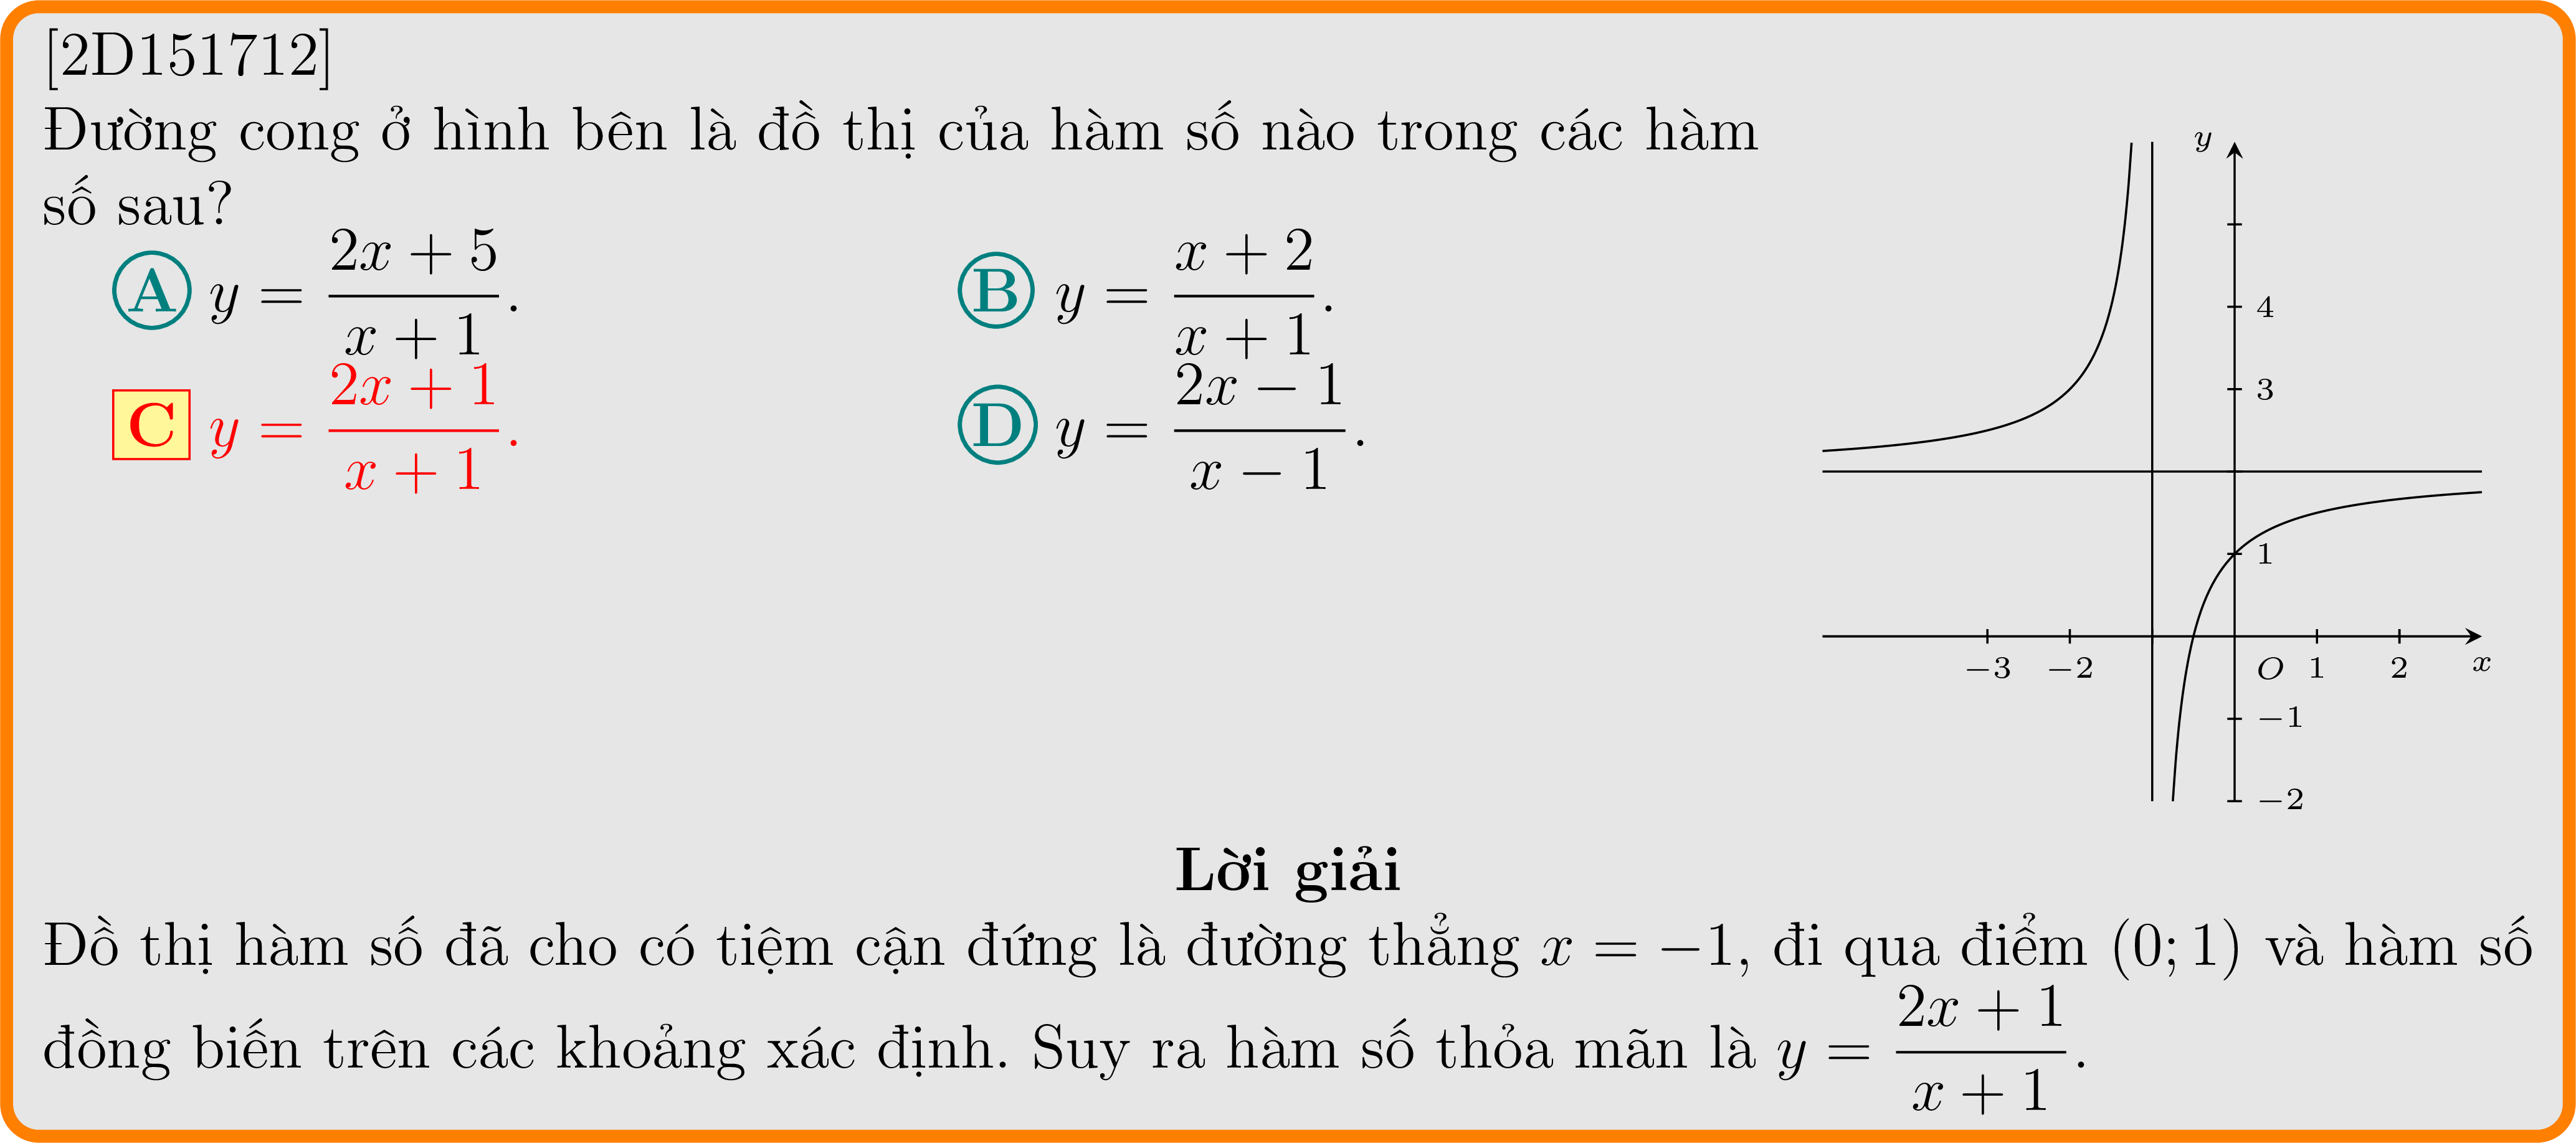 [2D151712]
Đường cong ở hình bên là đồ thị của hàm số nào trong các hàm
số sau?
A y = \frac{2x + 5}{x + 1}. B y = \frac{x + 2}{x + 1}.
C y = \frac{2x + 1}{x + 1}. D y = \frac{2x − 1}{x − 1}.
y
4
3
1
−3 −2 O 1 2 x
−1
−2
Lời giải
Đồ thị hàm số đã cho có tiệm cận đứng là đường thẳng x = −1, đi qua điểm (0; 1) và hàm số
đồng biến trên các khoảng xác định. Suy ra hàm số thỏa mãn là y = \frac{2x + 1}{x + 1}.